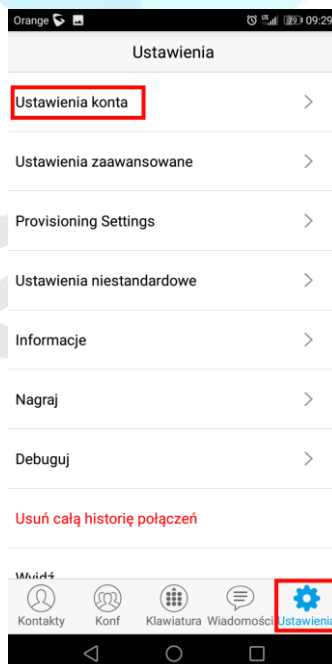 Orange 09:29
Ustawienia
Ustawienia konta
Ustawienia zaawansowane
Provisioning Settings
Ustawienia niestandardowe
Informacje
Nagraj
Debuguj
Usuń całą historię połączeń
Wyjdź
Kontakty Konf Klawiatura Wiadomości Ustawienia